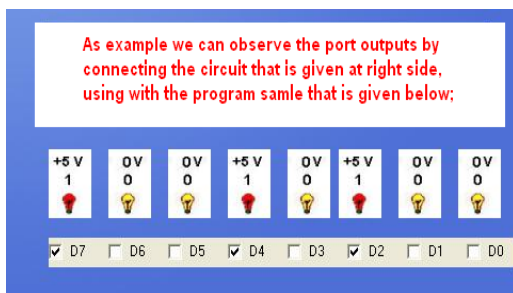 As example we can observe the port outputs by
connecting the circuit that is given at right side,
using with the program samle that is given below;
+5 V 0V 0V +5 V 0V +5 V 0V 0V
1 0 0 1 0 1 0 0
D7 D6 D5 D4 D3 D2 D1 D0